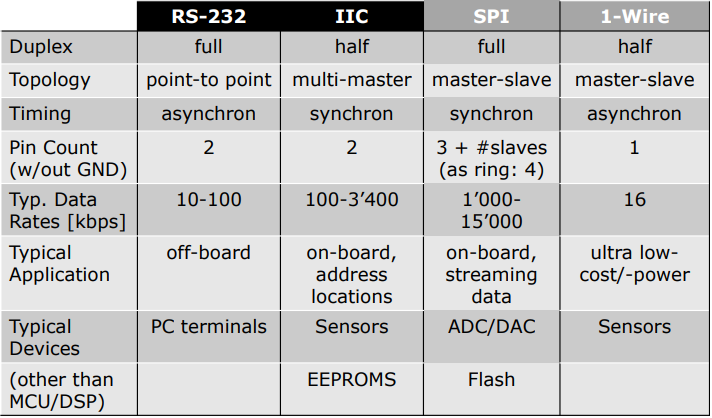 RS-232 IIC SPI 1-Wire
Duplex full half full half
Topology point-to point multi-master master-slave master-slave
Timing asynchron synchron synchron asynchron
Pin Count 2 2 3 + #slaves 1
(w/out GND) (as ring: 4)
Typ. Data 10-100 100-3’400 1’000- 16
Rates [kbps] 15’000
Typical off-board on-board, on-board, ultra low-
Application address streaming cost/-power
locations data
Typical PC terminals Sensors ADC/DAC Sensors
Devices
(other than EEPROMS Flash
MCU/DSP)